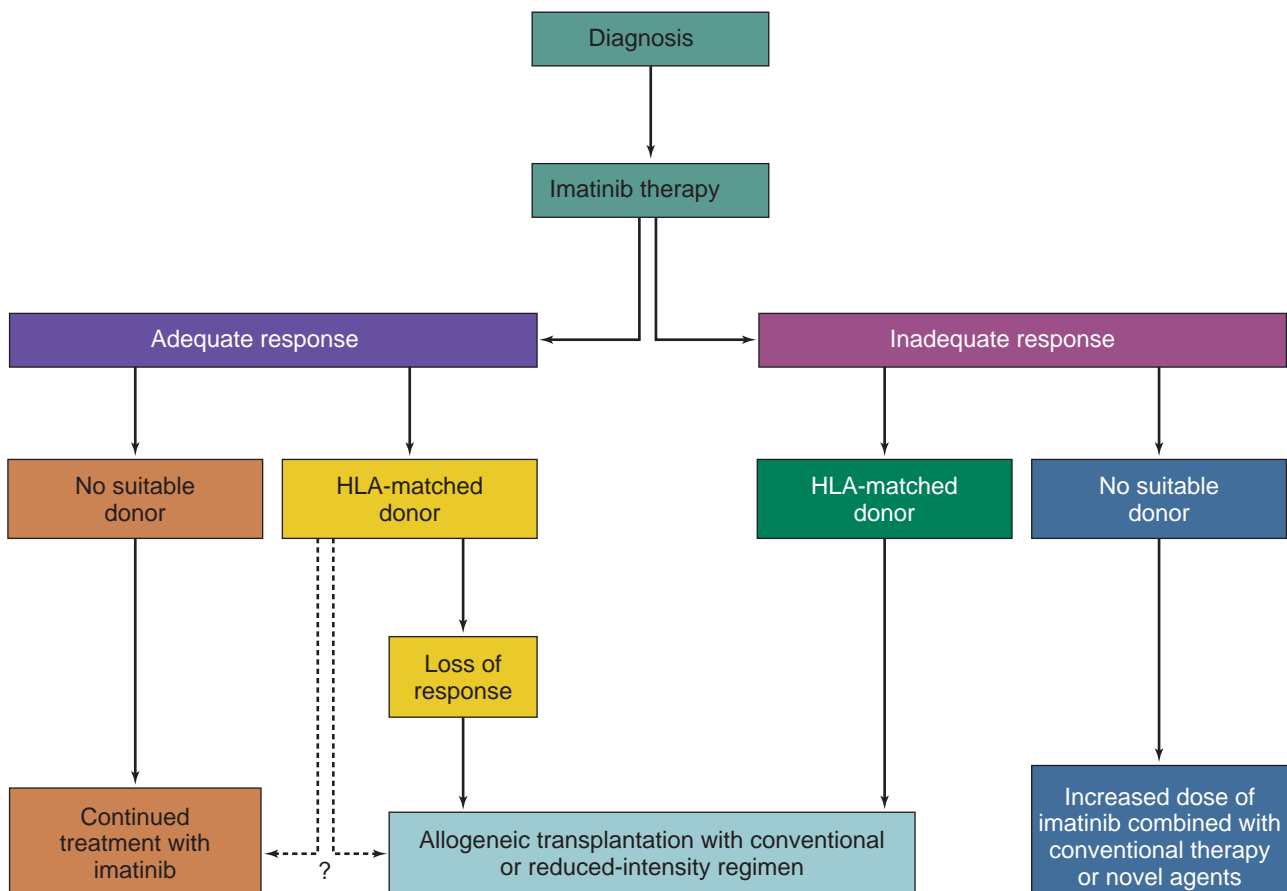 Diagnosis
Imatinib therapy
Adequate response
Inadequate response
No suitable
donor
HLA-matched
donor
HLA-matched
donor
No suitable
donor
Loss of
response
Continued
treatment with
imatinib
?
Allogeneic transplantation with conventional
or reduced-intensity regimen
Increased dose of
imatinib combined with
conventional therapy
or novel agents